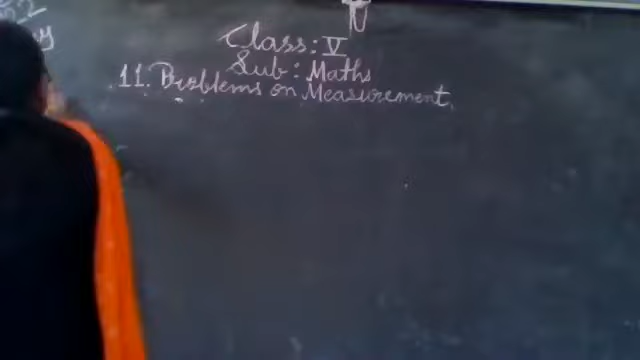 Class: V
Sub: Maths
11. Problems on Measurement.